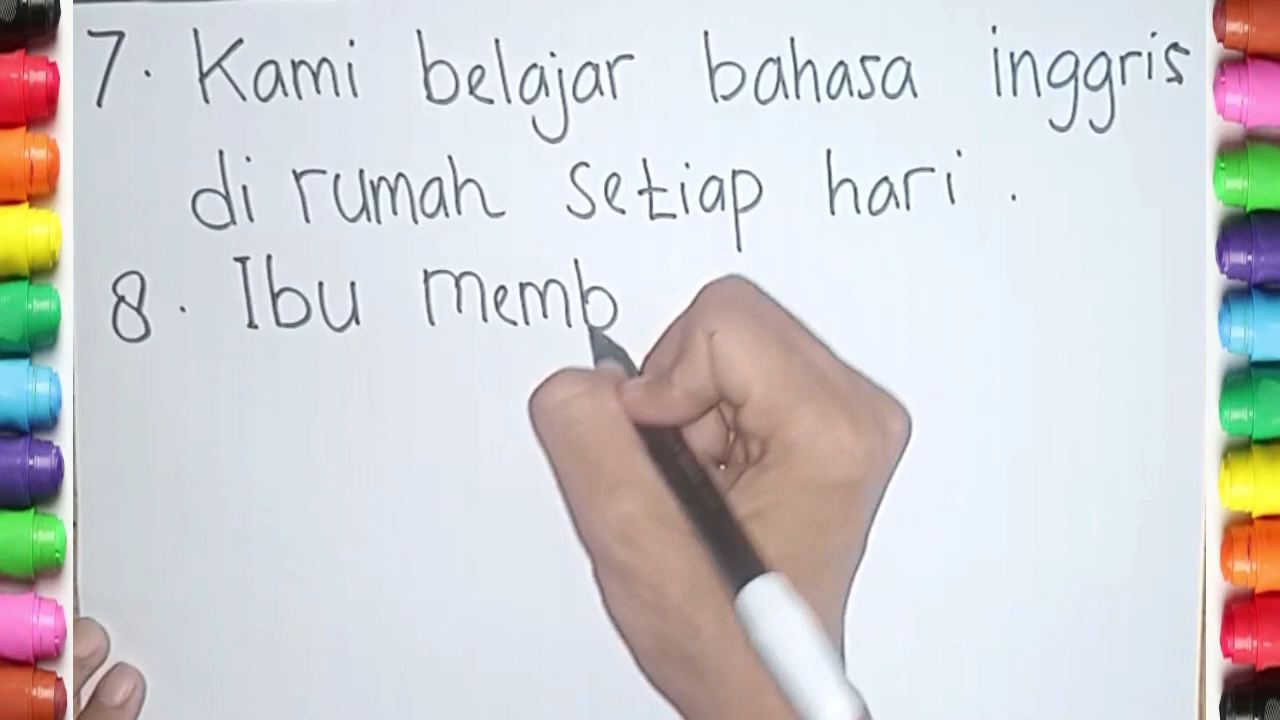 7. Kami belajar bahasa inggris
di rumah setiap hari.
8. Ibu memb